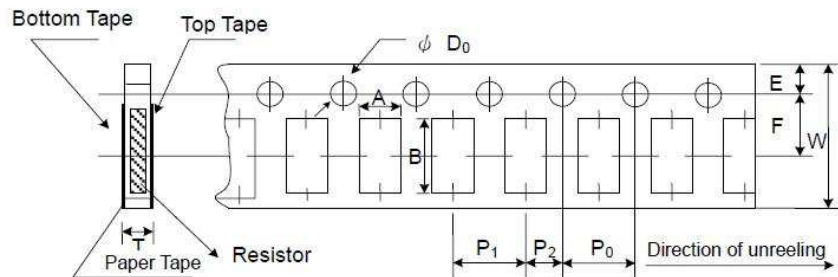 Bottom Tape
Top Tape
ϕ D₀
A
B
E
F
W
T
P₁
P₂
P₀
Direction of unreeling
Resistor
Paper Tape